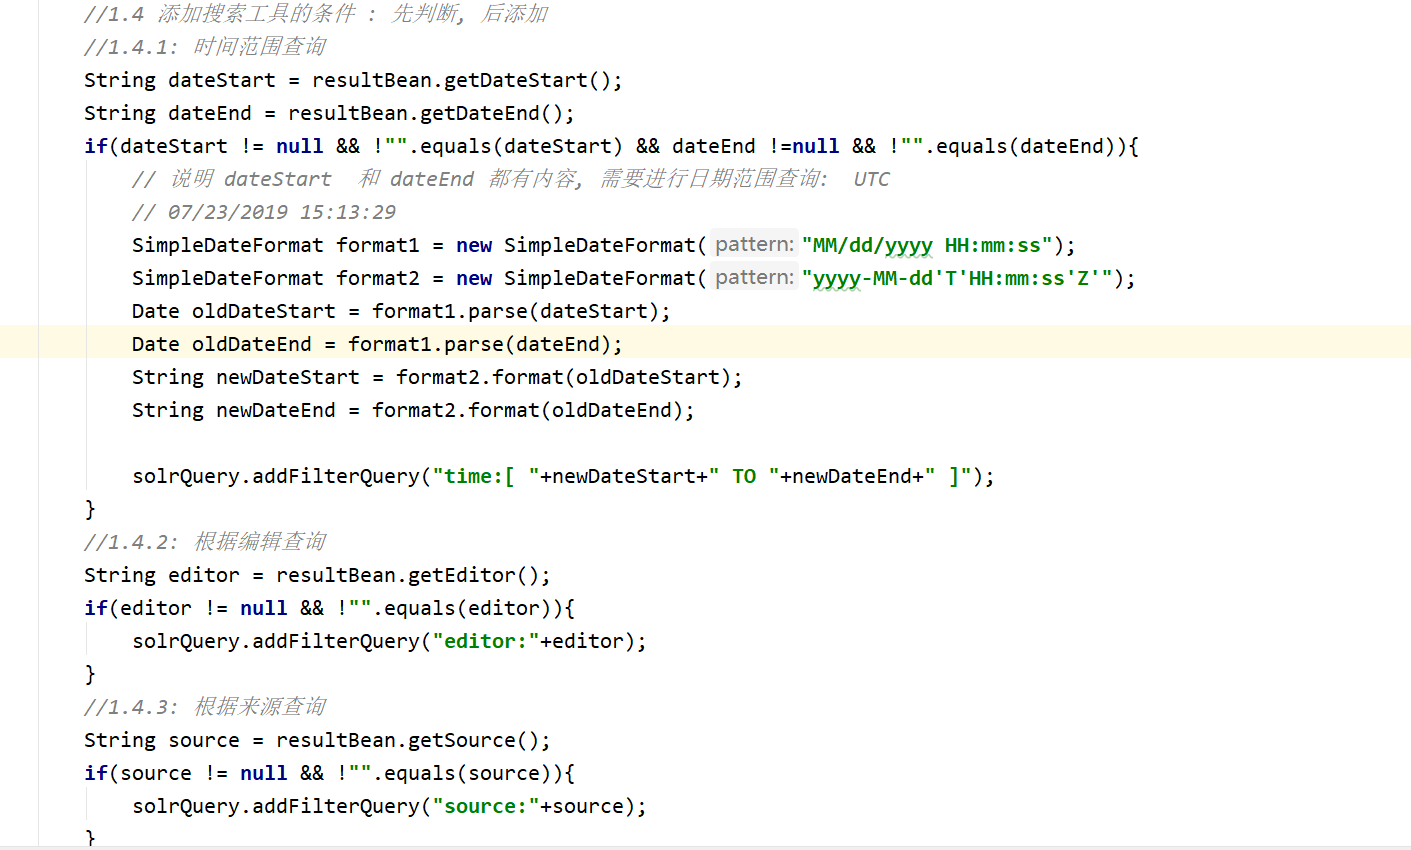 //1.4 添加搜索工具的条件 : 先判断, 后添加
//1.4.1: 时间范围查询
String dateStart = resultBean.getDateStart();
String dateEnd = resultBean.getDateEnd();
if(dateStart != null && !"".equals(dateStart) && dateEnd !=null && !"".equals(dateEnd)){
// 说明 dateStart  和 dateEnd 都有内容, 需要进行日期范围查询:  UTC
// 07/23/2019 15:13:29
SimpleDateFormat format1 = new SimpleDateFormat( pattern: "MM/dd/yyyy HH:mm:ss");
SimpleDateFormat format2 = new SimpleDateFormat( pattern: "yyyy-MM-dd'T'HH:mm:ss'Z'");
Date oldDateStart = format1.parse(dateStart);
Date oldDateEnd = format1.parse(dateEnd);
String newDateStart = format2.format(oldDateStart);
String newDateEnd = format2.format(oldDateEnd);
solrQuery.addFilterQuery("time:[ "+newDateStart+" TO "+newDateEnd+" ]");
}
//1.4.2: 根据编辑查询
String editor = resultBean.getEditor();
if(editor != null && !"".equals(editor)){
solrQuery.addFilterQuery("editor:"+editor);
}
//1.4.3: 根据来源查询
String source = resultBean.getSource();
if(source != null && !"".equals(source)){
solrQuery.addFilterQuery("source:"+source);
}